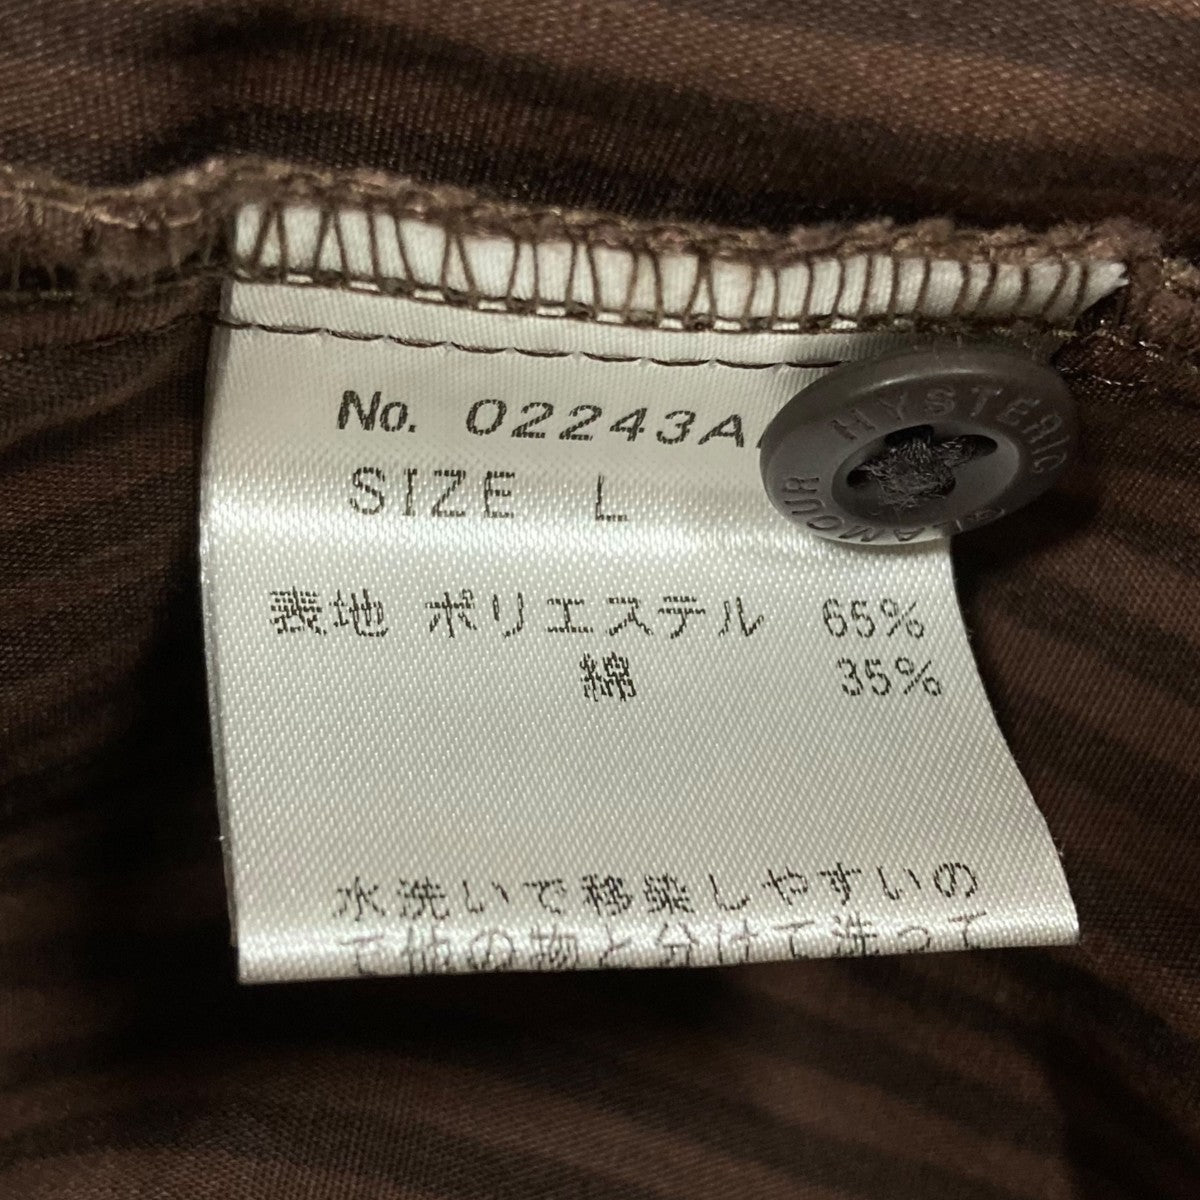 No. 02243A
SIZE L
HYSTERIC
GLAMOUR
表地 ポリエステル 65%
綿 35%
水洗いで移染しやすいの
で他の物と分けて洗って